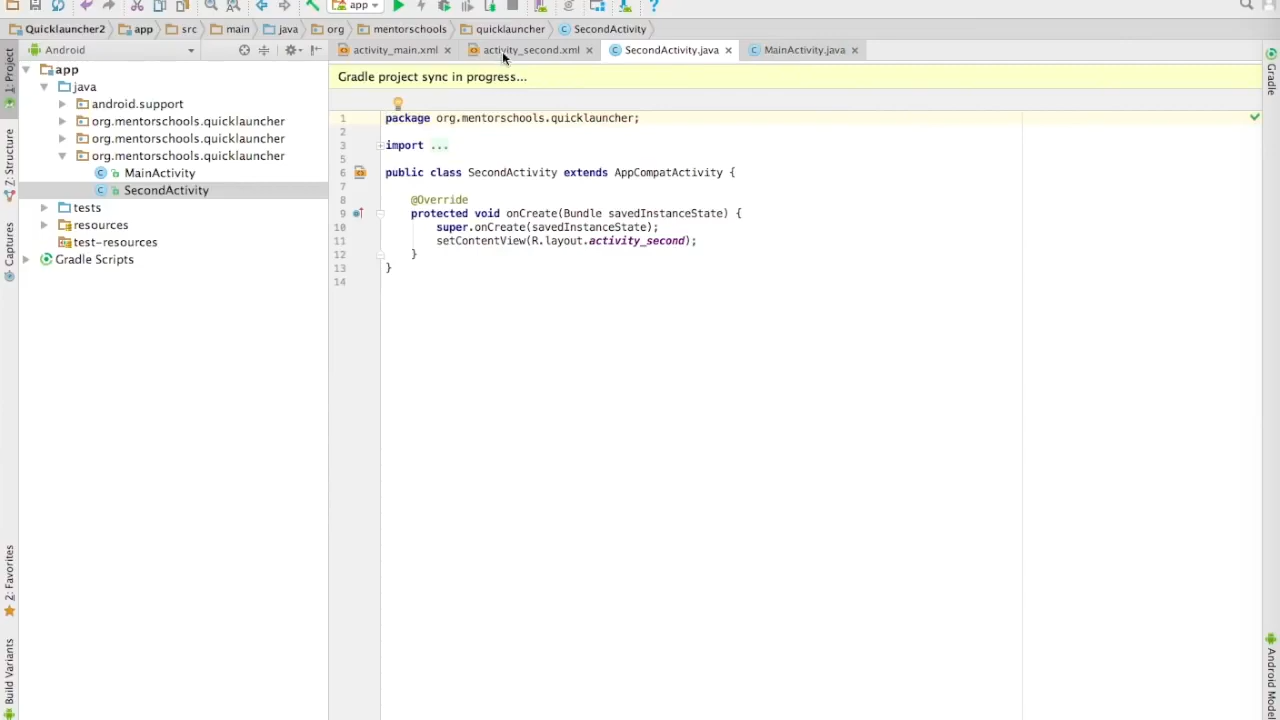 app
Quicklauncher2 app src main java org mentorschools quicklauncher SecondActivity
Android
activity_main.xml activity_second.xml SecondActivity.java MainActivity.java
Gradle project sync in progress...
app
java
android.support
org.mentorschools.quicklauncher
org.mentorschools.quicklauncher
org.mentorschools.quicklauncher
MainActivity
SecondActivity
tests
resources
test-resources
Gradle Scripts
1 package org.mentorschools.quicklauncher;
2
3 import ...
5
6 public class SecondActivity extends AppCompatActivity {
7
8 @Override
9 protected void onCreate(Bundle savedInstanceState) {
10 super.onCreate(savedInstanceState);
11 setContentView(R.layout.activity_second);
12 }
13 }
14
1: Project
Z: Structure
Captures
2: Favorites
Build Variants
Gradle
Android Model